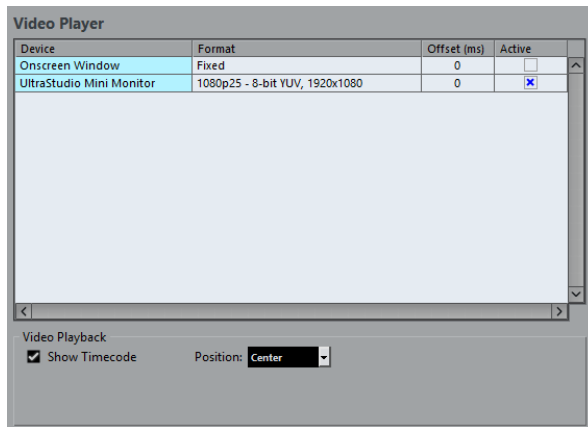 Video Player
Device Format Offset (ms) Active
Onscreen Window Fixed 0
UltraStudio Mini Monitor 1080p25 - 8-bit YUV, 1920x1080 0
Video Playback
Show Timecode Position: Center